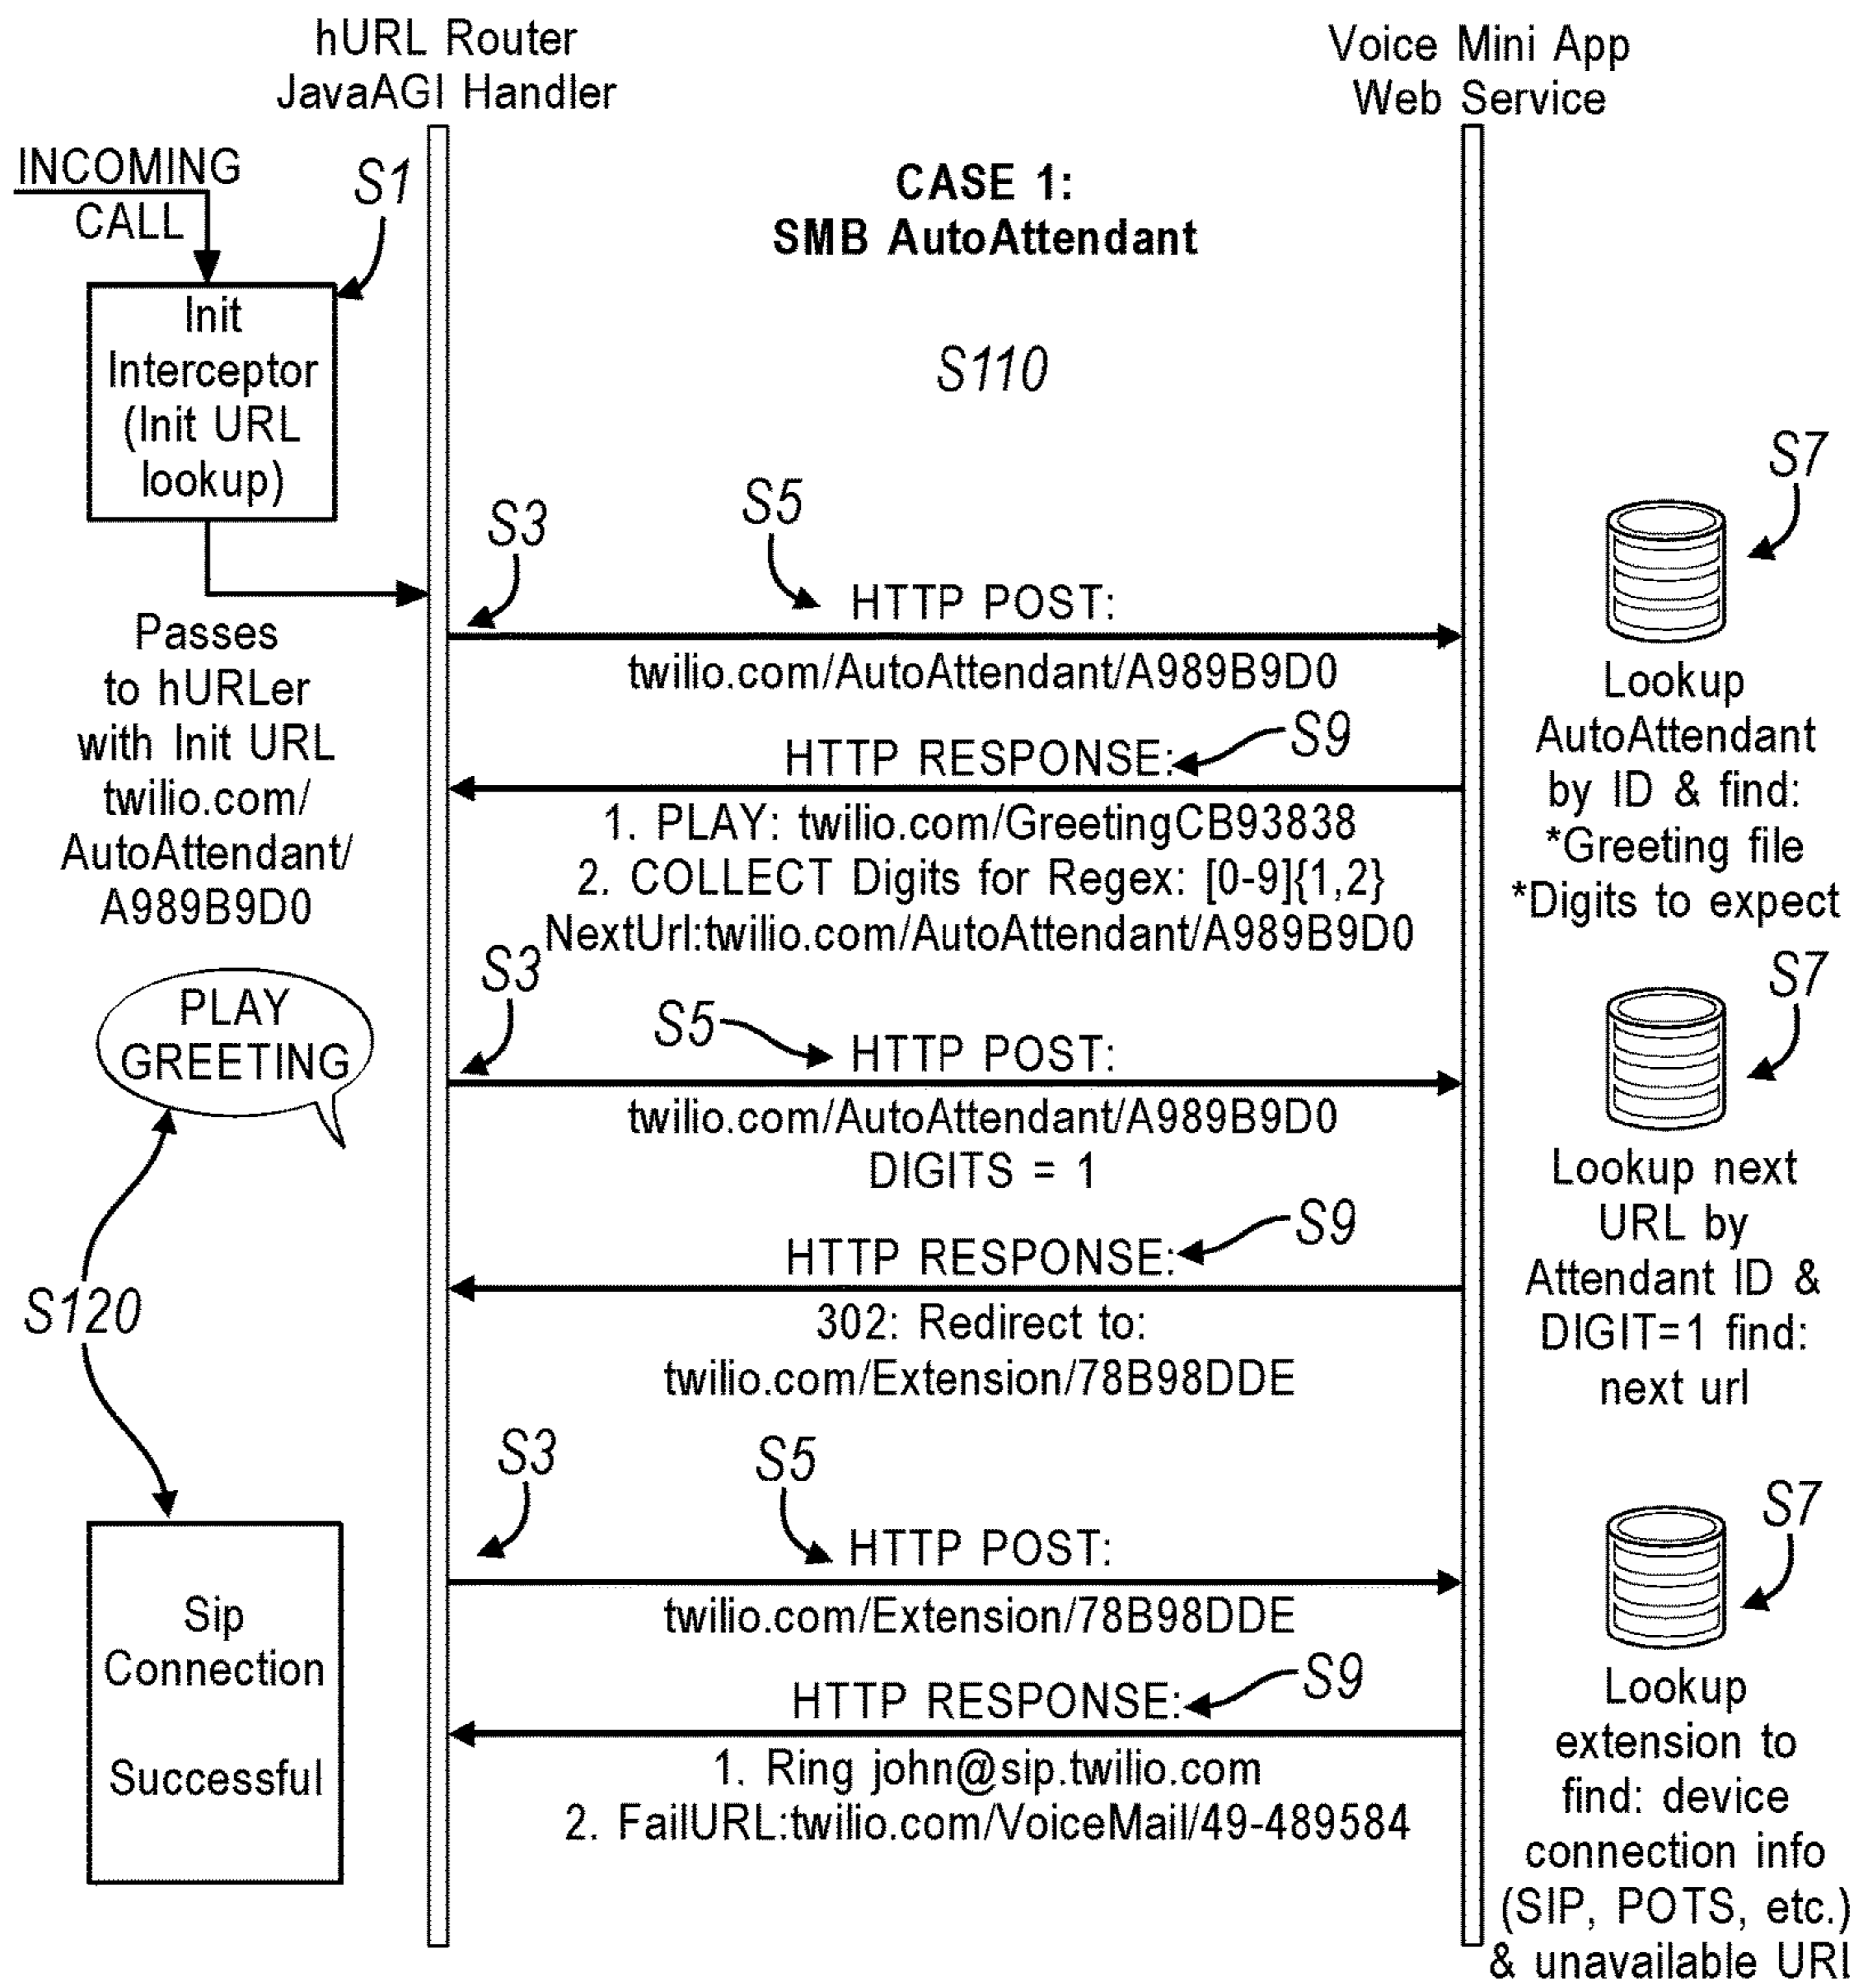 hURL Router
JavaAGI Handler
Voice Mini App
Web Service
INCOMING
CALL
S1
CASE 1:
SMB AutoAttendant
S110
Init
Interceptor
(Init URL
lookup)
Passes
to hURLer
with Init URL
twilio.com/
AutoAttendant/
A989B9D0
S3
S5
HTTP POST:
twilio.com/AutoAttendant/A989B9D0
S7
Lookup
AutoAttendant
by ID & find:
*Greeting file
*Digits to expect
HTTP RESPONSE:
S9
1. PLAY: twilio.com/GreetingCB93838
2. COLLECT Digits for Regex: [0-9]{1,2}
NextUrl:twilio.com/AutoAttendant/A989B9D0
PLAY
GREETING
S3
S5
HTTP POST:
twilio.com/AutoAttendant/A989B9D0
DIGITS = 1
S7
Lookup next
URL by
Attendant ID &
DIGIT=1 find:
next url
HTTP RESPONSE:
S9
302: Redirect to:
twilio.com/Extension/78B98DDE
S120
Sip
Connection
Successful
S3
S5
HTTP POST:
twilio.com/Extension/78B98DDE
S7
Lookup
extension to
find: device
connection info
(SIP, POTS, etc.)
& unavailable URI
HTTP RESPONSE:
S9
1. Ring john@sip.twilio.com
2. FailURL:twilio.com/VoiceMail/49-489584